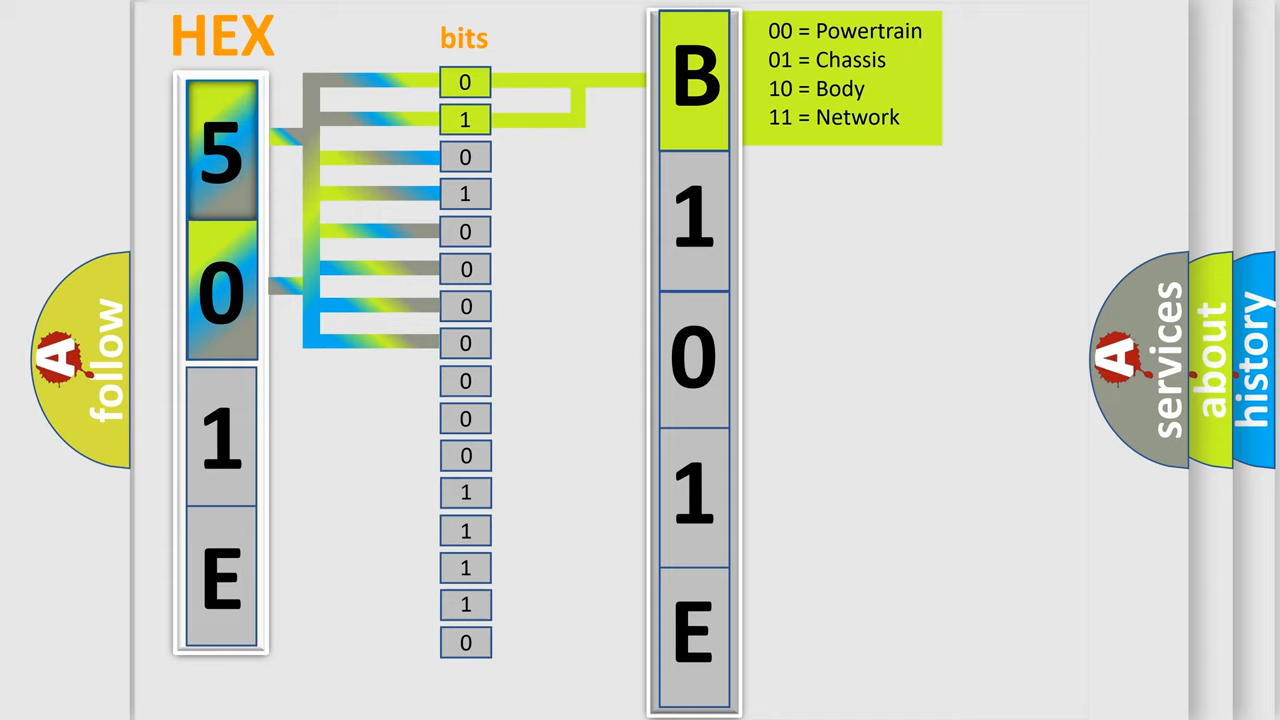 HEX
bits
5
0
1
E
0
1
0
1
0
0
0
0
0
0
0
1
1
1
1
0
B
1
0
1
E
00 = Powertrain
01 = Chassis
10 = Body
11 = Network
A
follow
A
services
about
history